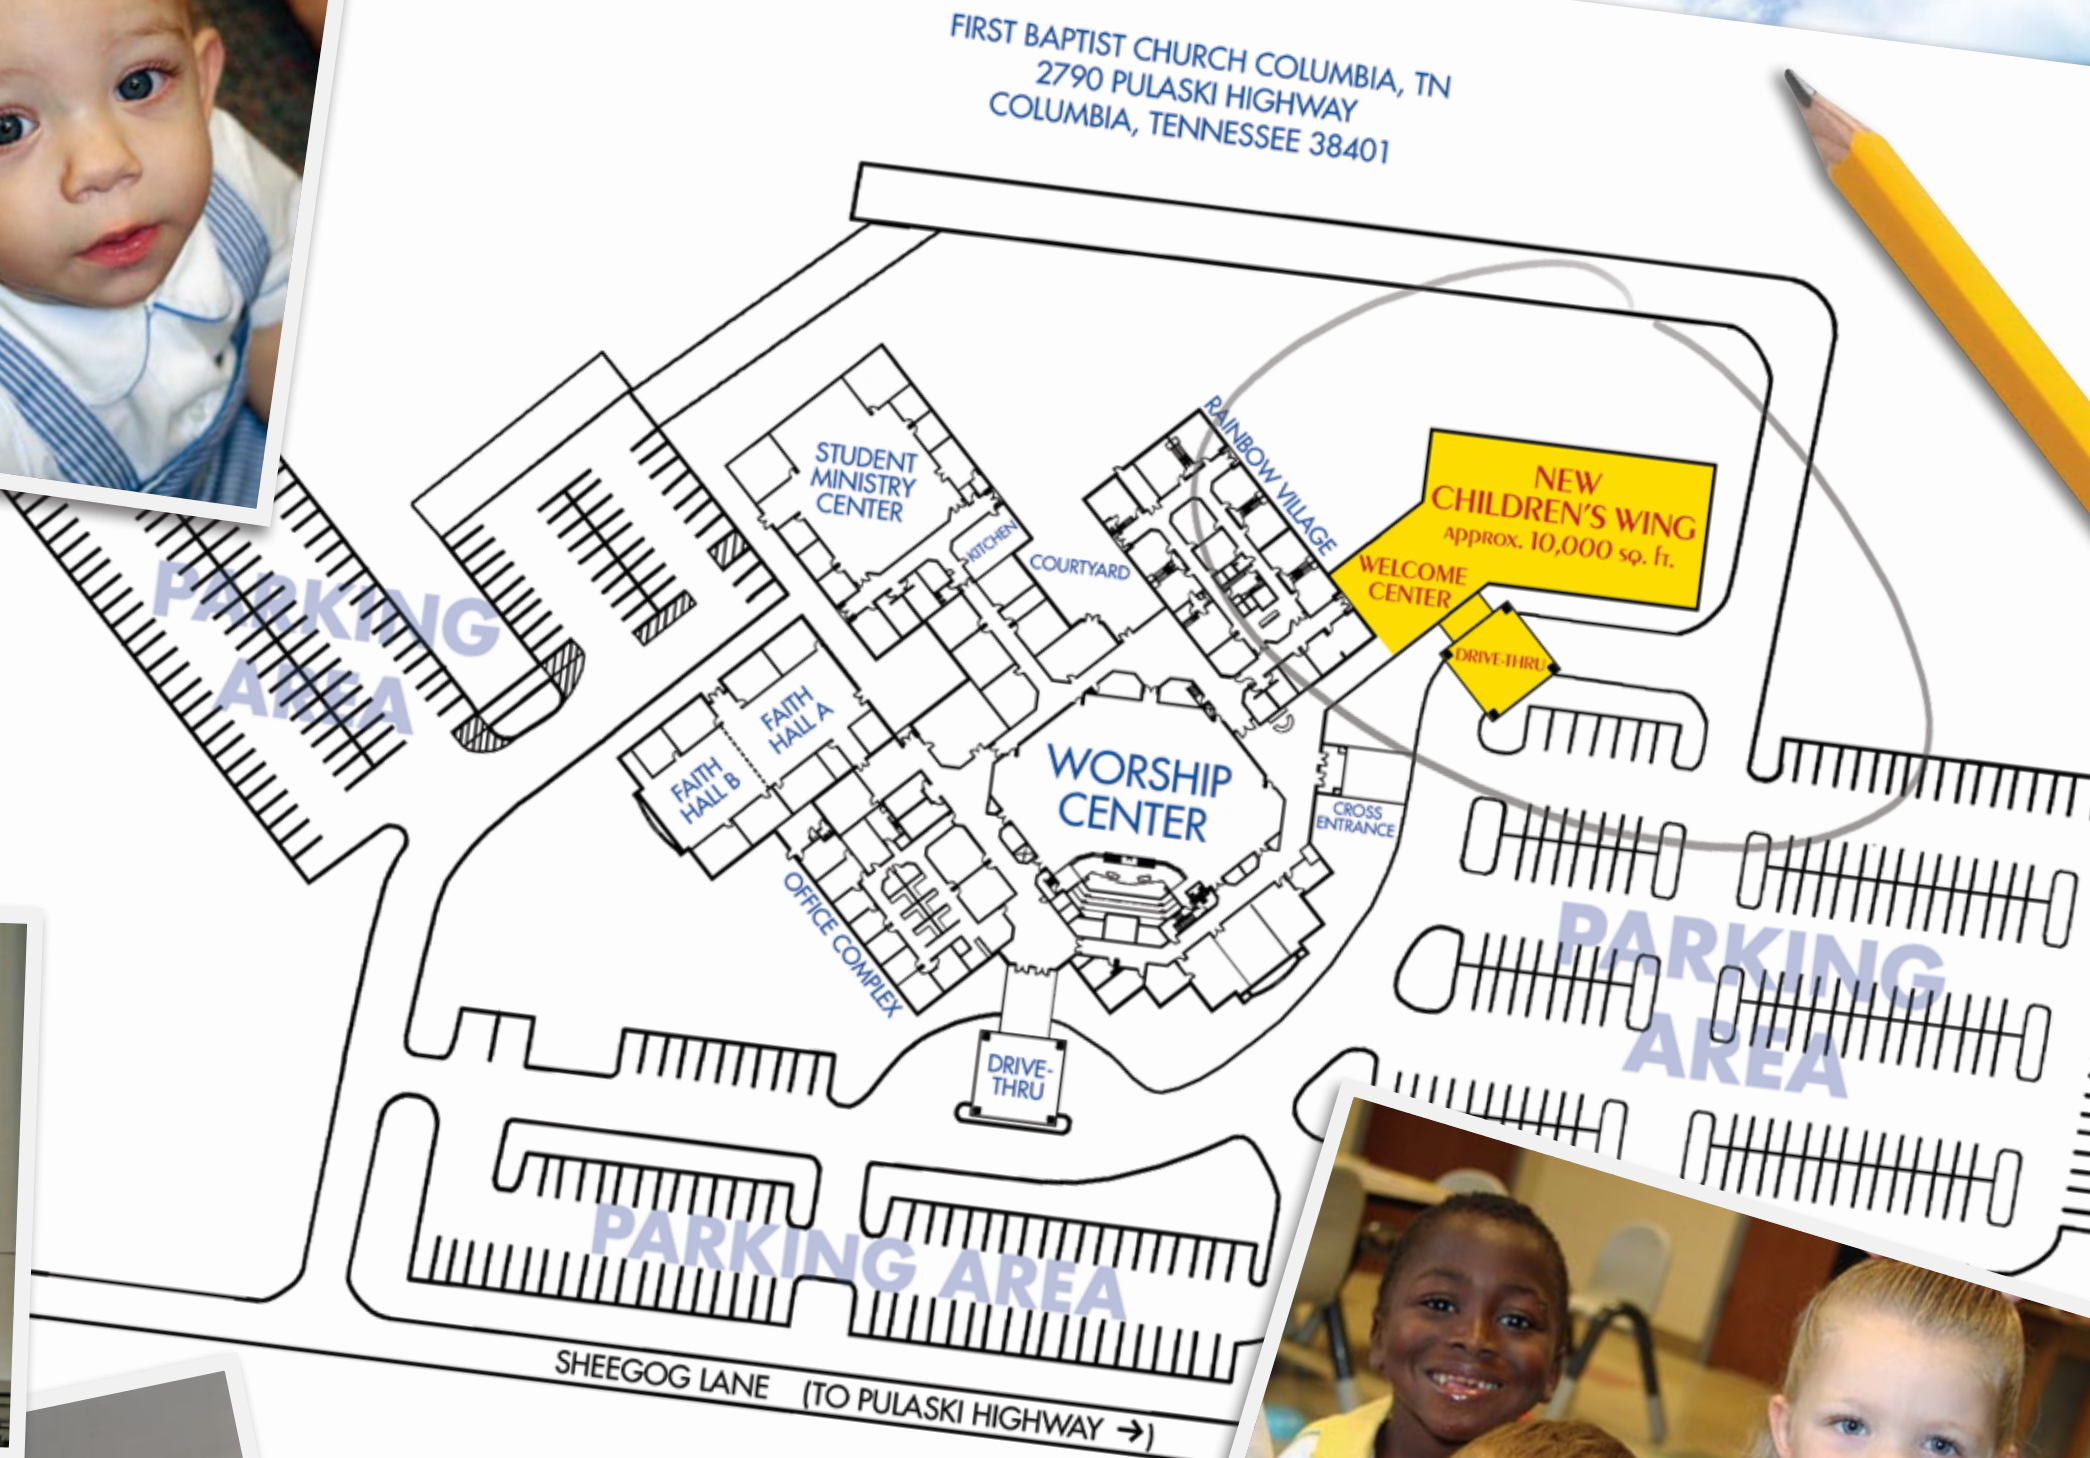 FIRST BAPTIST CHURCH COLUMBIA, TN
2790 PULASKI HIGHWAY
COLUMBIA, TENNESSEE 38401
STUDENT
MINISTRY
CENTER
KITCHEN
COURTYARD
RAINBOW VILLAGE
NEW
CHILDREN'S WING
APPROX. 10,000 sq. ft.
WELCOME
CENTER
DRIVE-THRU
PARKING
AREA
FAITH
HALL A
FAITH
HALL B
WORSHIP
CENTER
CROSS
ENTRANCE
OFFICE COMPLEX
PARKING
AREA
DRIVE-
THRU
PARKING AREA
SHEEGOG LANE (TO PULASKI HIGHWAY →)